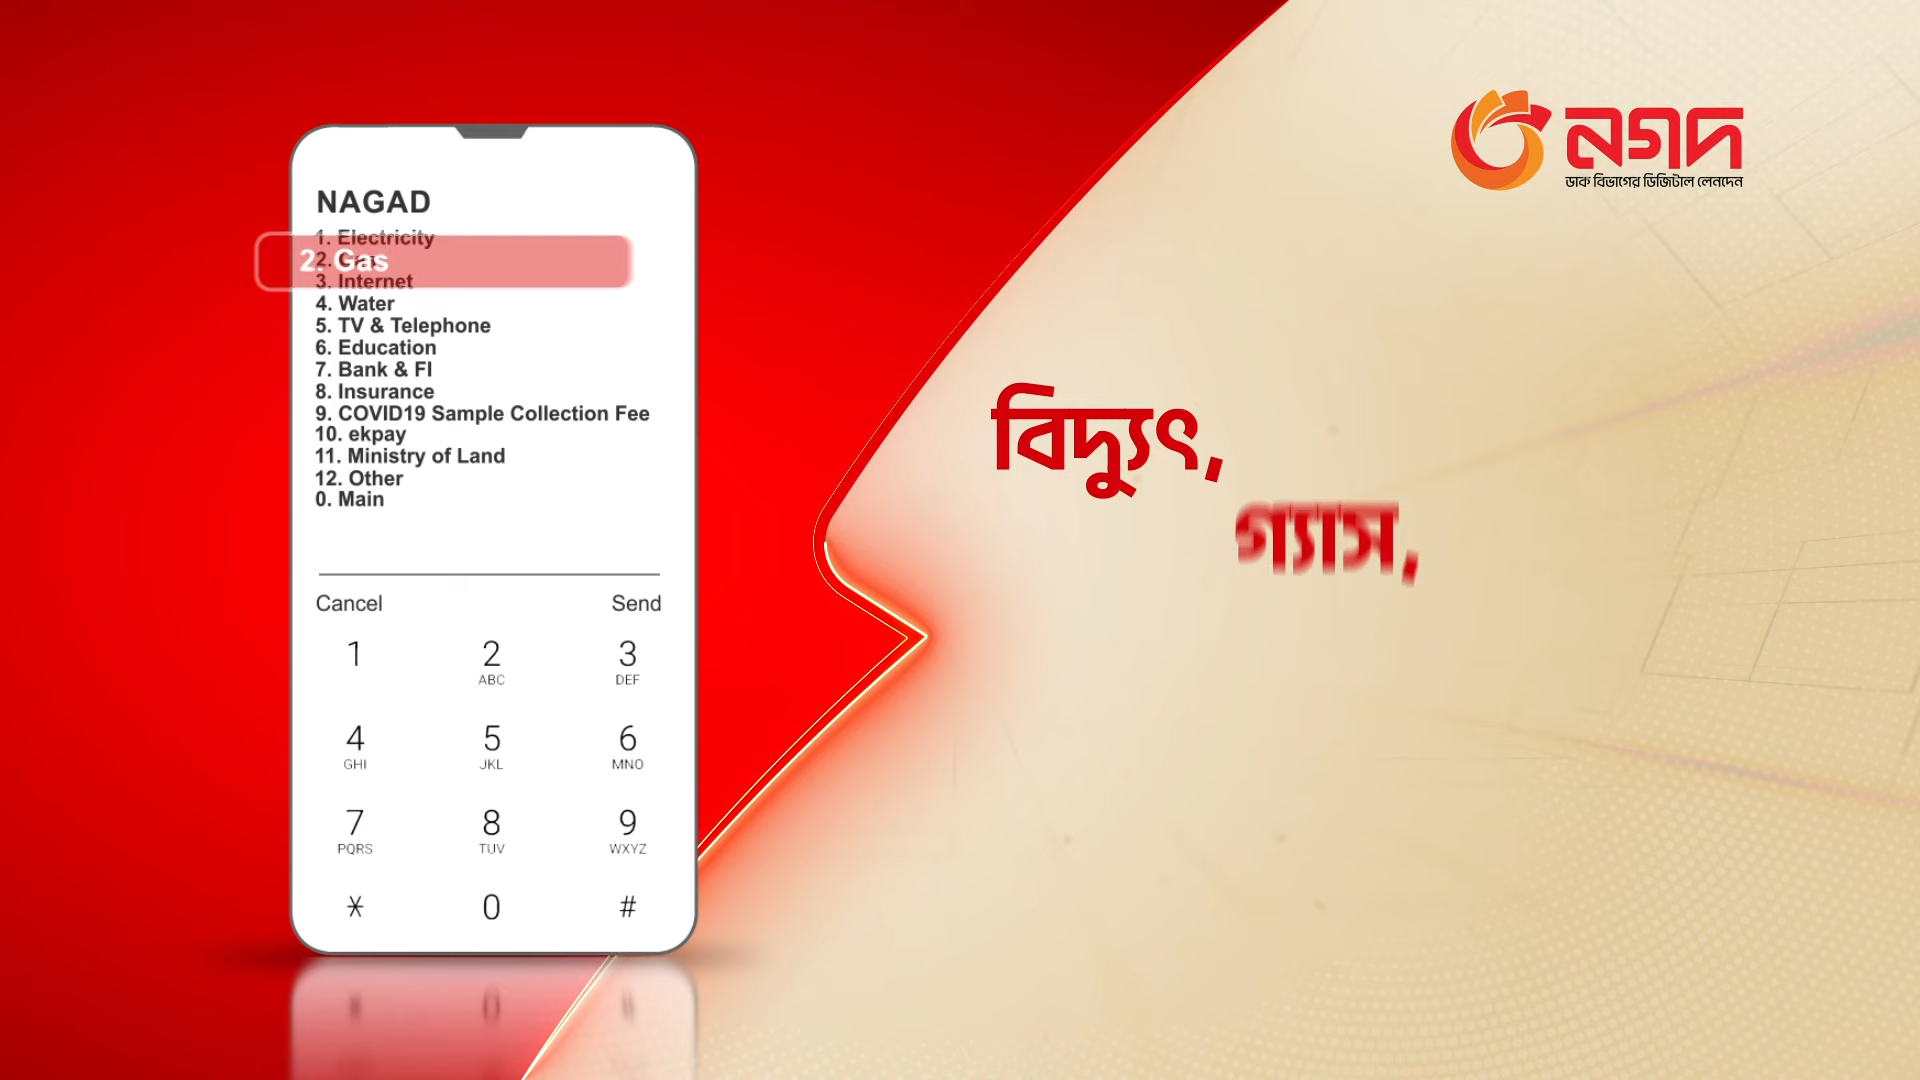 NAGAD
1. Electricity
2. Gas
3. Internet
4. Water
5. TV & Telephone
6. Education
7. Bank & FI
8. Insurance
9. COVID19 Sample Collection Fee
10. ekpay
11. Ministry of Land
12. Other
0. Main
Cancel Send
1 2 3
ABC DEF
4 5 6
GHI JKL MNO
7 8 9
PQRS TUV WXYZ
* 0 #
নগদ
ডাক বিভাগের ডিজিটাল লেনদেন
বিদ্যুৎ,
গ্যাস,